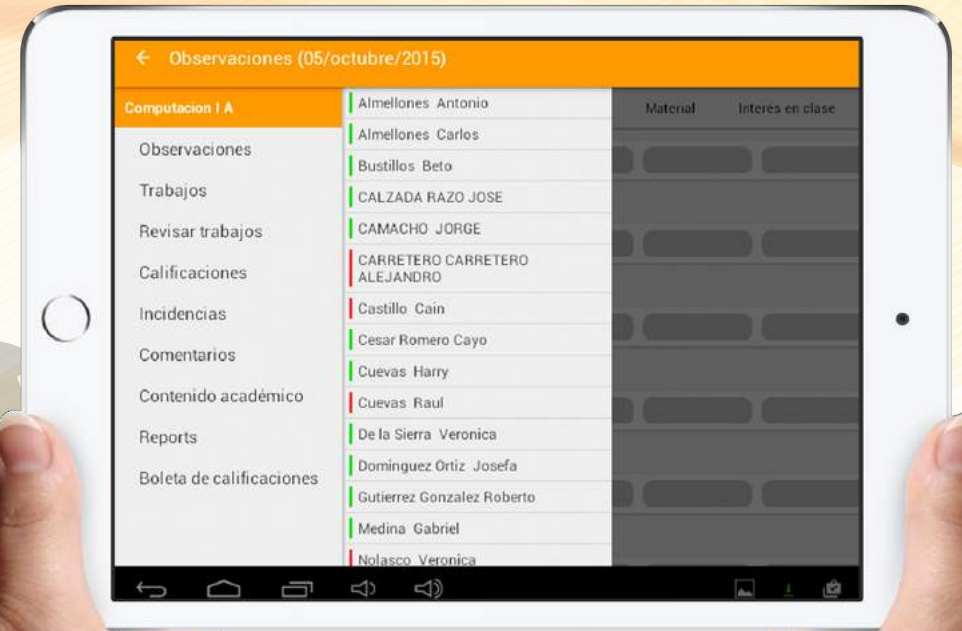 Observaciones (05/octubre/2015)
Computacion I A
Observaciones
Trabajos
Revisar trabajos
Calificaciones
Incidencias
Comentarios
Contenido académico
Reports
Boleta de calificaciones
Almellones Antonio
Almellones Carlos
Bustillos Beto
CALZADA RAZO JOSE
CAMACHO JORGE
CARRETERO CARRETERO
ALEJANDRO
Castillo Cain
Cesar Romero Cayo
Cuevas Harry
Cuevas Raul
De la Sierra Veronica
Dominguez Ortiz Josefa
Gutierrez Gonzalez Roberto
Medina Gabriel
Nolasco Veronica
Material Interés en clase